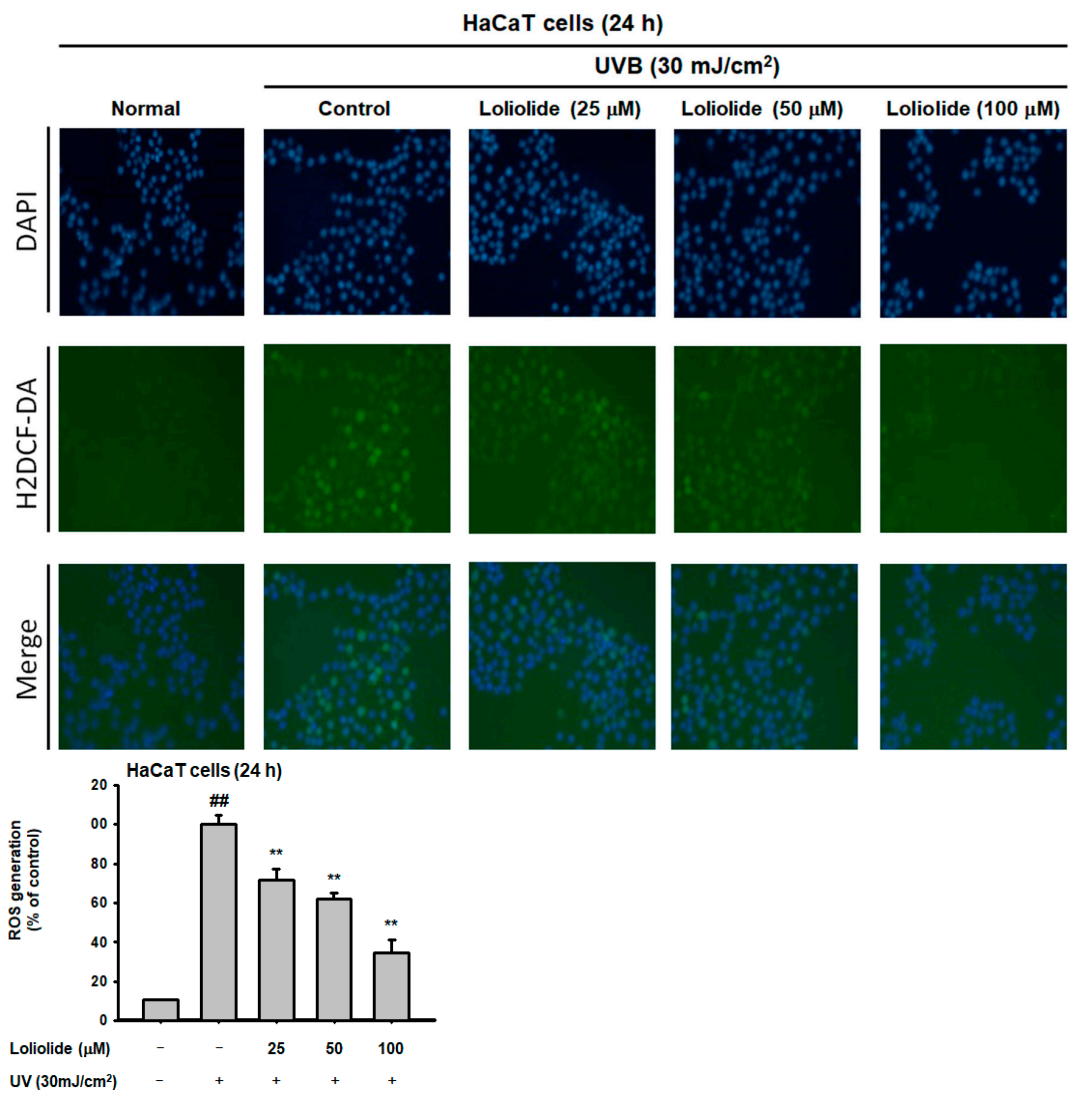 HaCaT cells (24 h)
UVB (30 mJ/cm²)
Normal Control Loliolide (25 μM) Loliolide (50 μM) Loliolide (100 μM)
DAPI
H2DCF-DA
Merge
HaCaT cells (24 h)
ROS generation
(% of control)
20
00
80
60
40
20
0
##
**
**
**
Loliolide (μM) − − 25 50 100
UV (30mJ/cm²) − + + + +